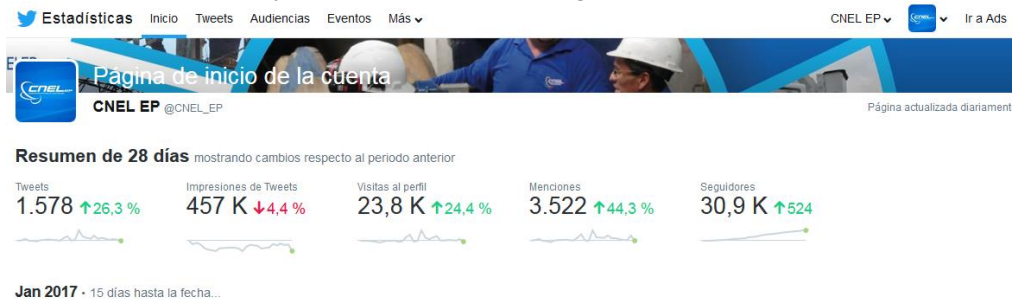 Estadísticas Inicio Tweets Audiencias Eventos Más CNEL EP Ir a Ads
Página de inicio de la cuenta
CNEL EP @CNEL_EP Página actualizada diariament
Resumen de 28 días mostrando cambios respecto al periodo anterior
Tweets Impresiones de Tweets Visitas al perfil Menciones Seguidores
1.578 ↑26,3 % 457 K ↓4,4 % 23,8 K ↑24,4 % 3.522 ↑44,3 % 30,9 K ↑524
Jan 2017 • 15 días hasta la fecha...